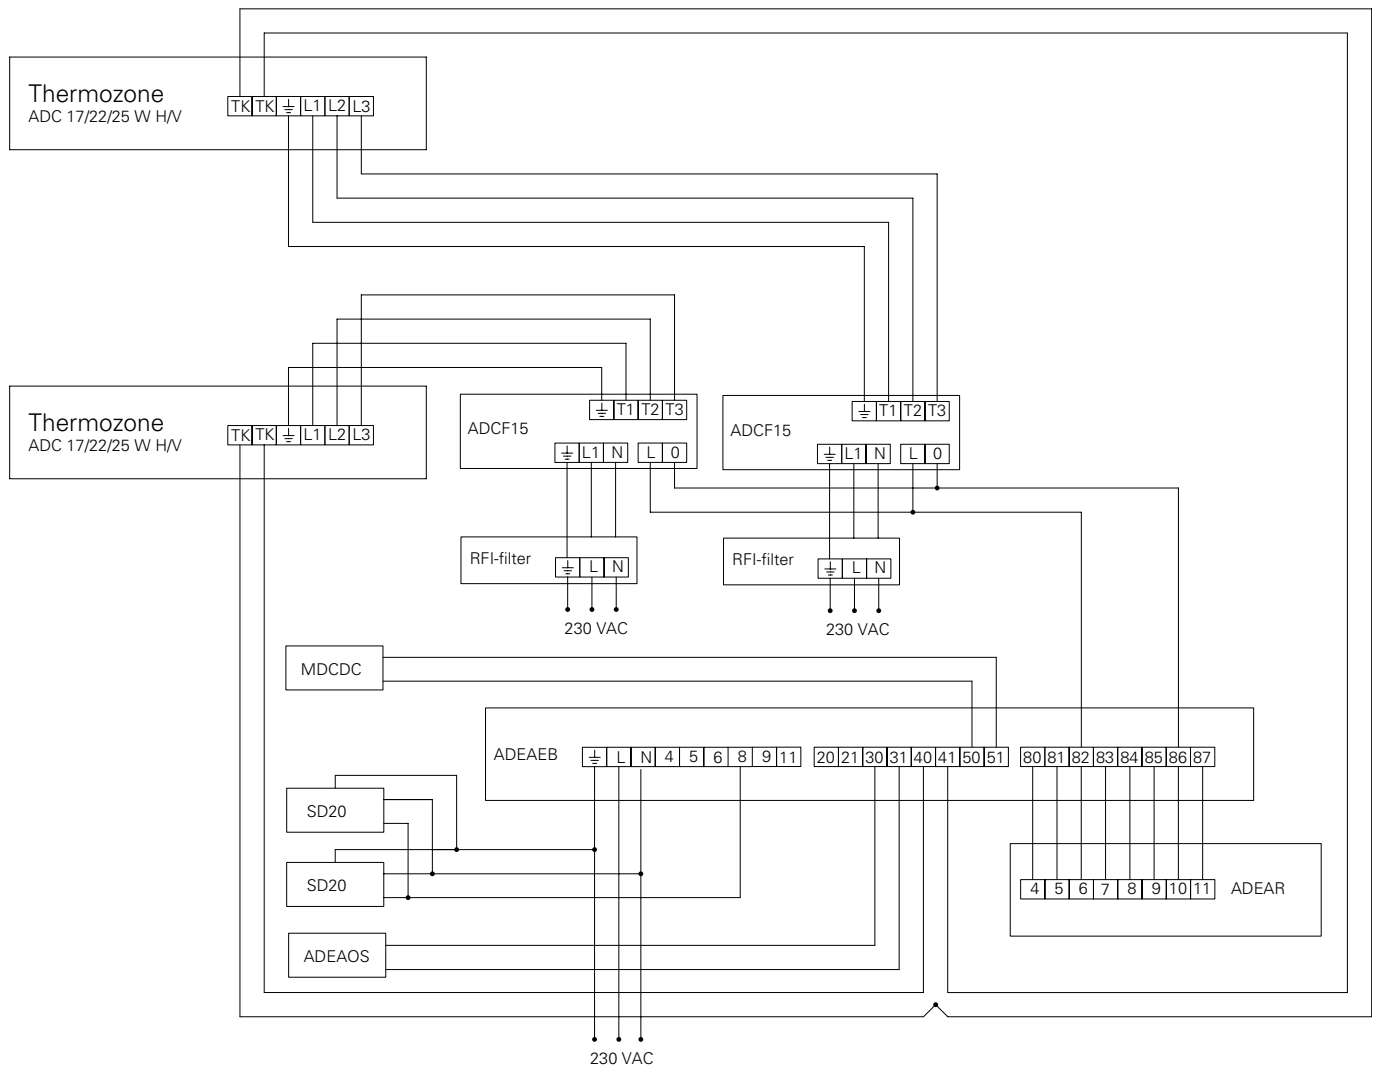 Thermozone
ADC 17/22/25 W H/V
TK TK ⏚ L1 L2 L3
Thermozone
ADC 17/22/25 W H/V
TK TK ⏚ L1 L2 L3
ADCF15
⏚ T1 T2 T3
⏚ L1 N L 0
ADCF15
⏚ T1 T2 T3
⏚ L1 N L 0
RFI-filter
⏚ L N
230 VAC
RFI-filter
⏚ L N
230 VAC
MDCDC
ADEAEB
⏚ L N 4 5 6 8 9 11
20 21 30 31 40 41 50 51
80 81 82 83 84 85 86 87
SD20
SD20
4 5 6 7 8 9 10 11
ADEAR
ADEAOS
230 VAC